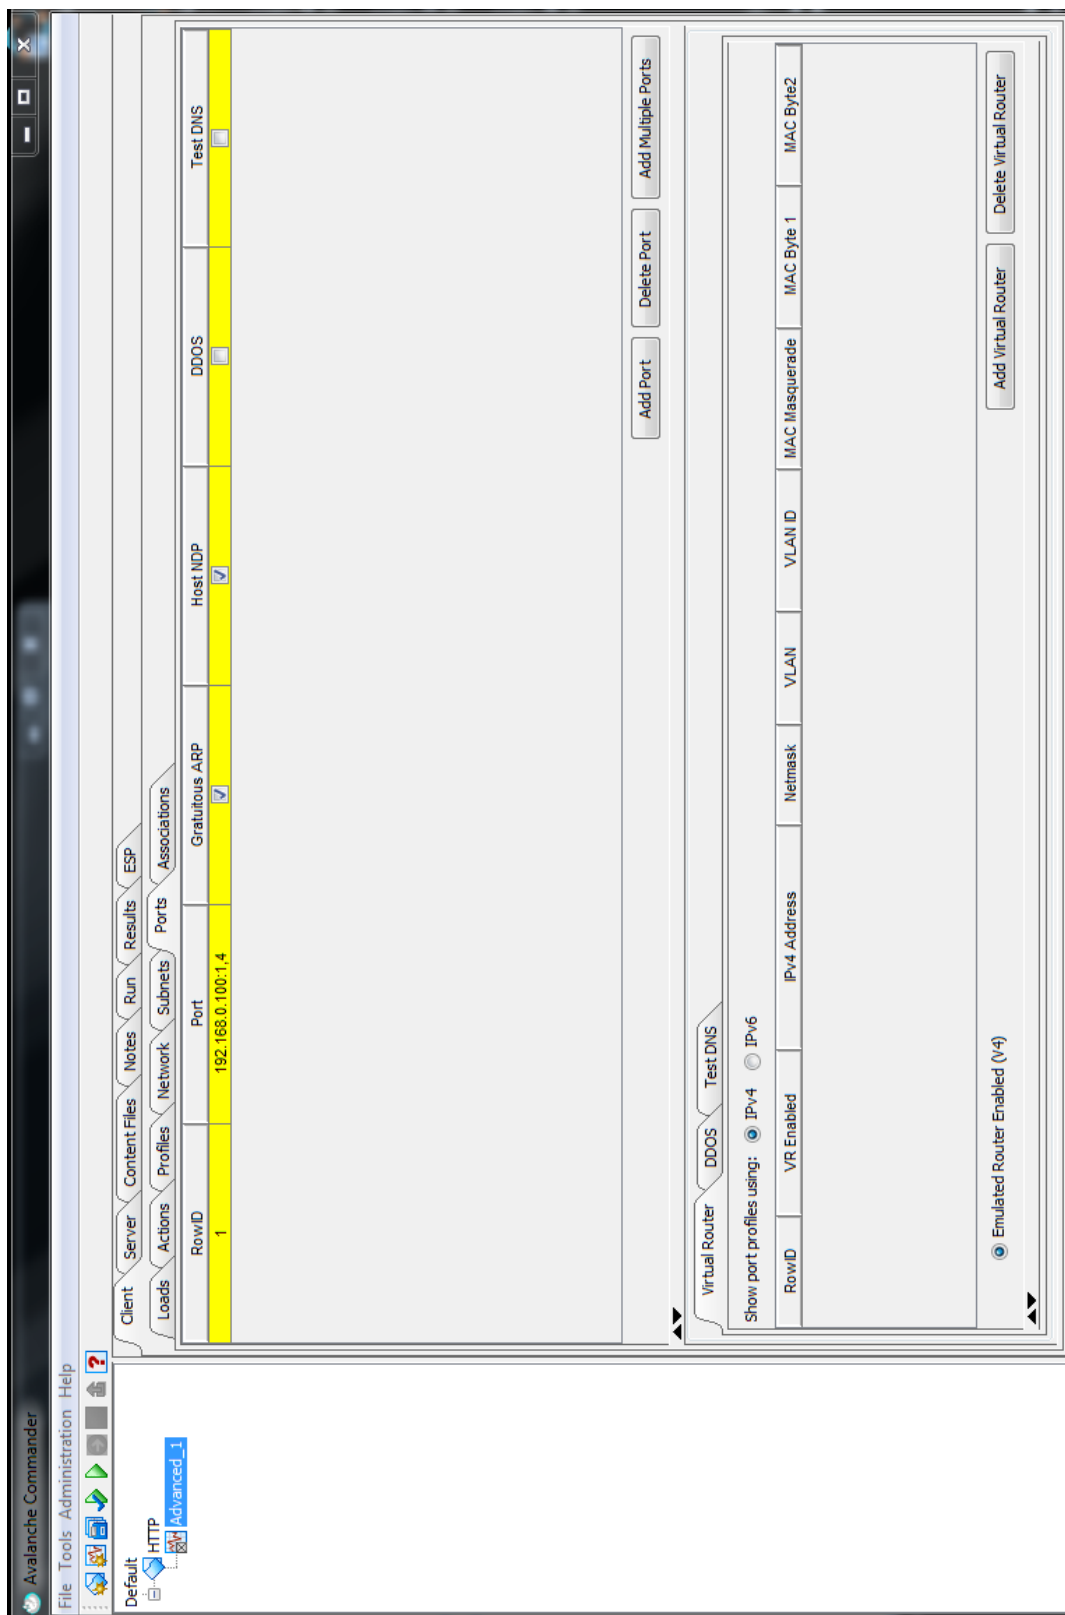 Avalanche Commander
File Tools Administration Help
Default
HTTP
Advanced_1
Client Server Content Files Notes Run Results ESP
Loads Actions Profiles Network Subnets Ports Associations
RowID Port Gratuitous ARP Host NDP DDOS Test DNS
1 192.168.0.100:1,4
Add Port Delete Port Add Multiple Ports
Virtual Router DDOS Test DNS
Show port profiles using: IPv4 IPv6
RowID VR Enabled IPv4 Address Netmask VLAN VLAN ID MAC Masquerade MAC Byte 1 MAC Byte2
Emulated Router Enabled (V4)
Add Virtual Router Delete Virtual Router